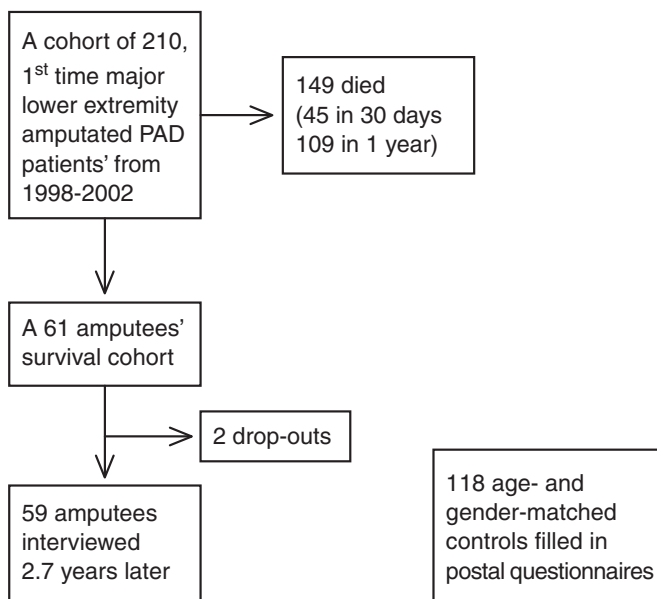 A cohort of 210,
1st time major
lower extremity
amputated PAD
patients’ from
1998-2002
149 died
(45 in 30 days
109 in 1 year)
A 61 amputees’
survival cohort
2 drop-outs
59 amputees
interviewed
2.7 years later
118 age- and
gender-matched
controls filled in
postal questionnaires